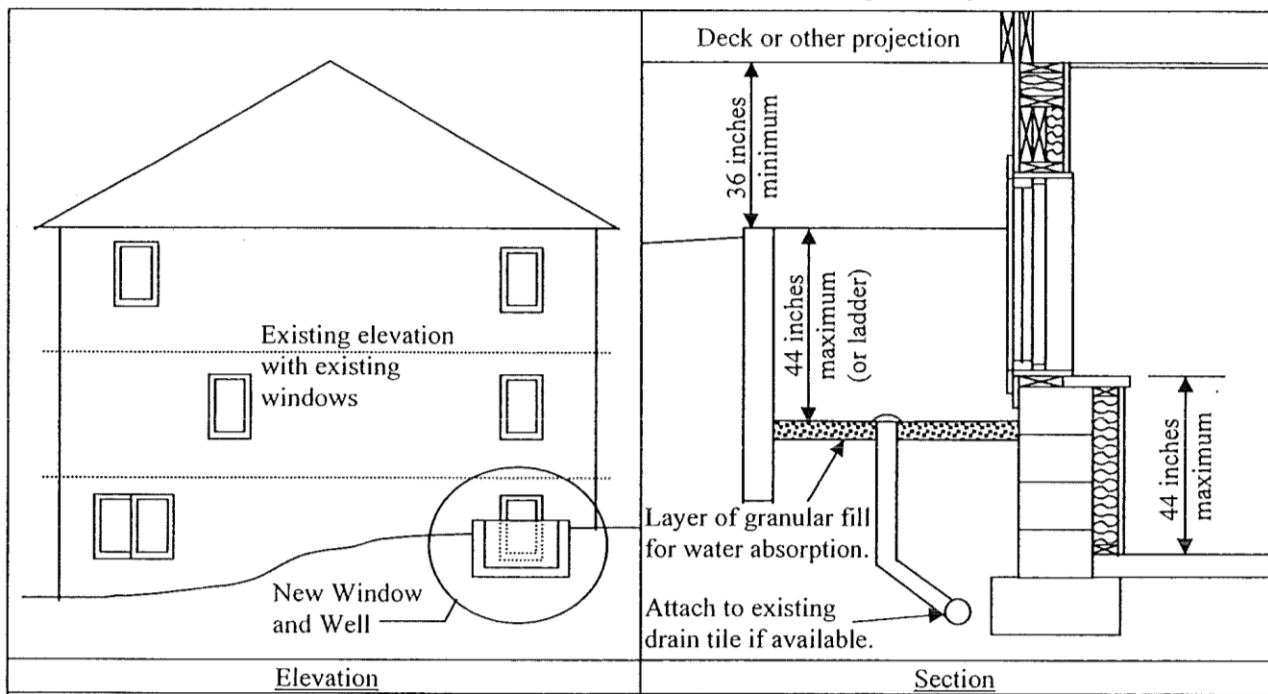 Existing elevation
with existing
windows
New Window
and Well
Elevation
Deck or other projection
36 inches
minimum
44 inches
maximum
(or ladder)
44 inches
maximum
Layer of granular fill
for water absorption.
Attach to existing
drain tile if available.
Section